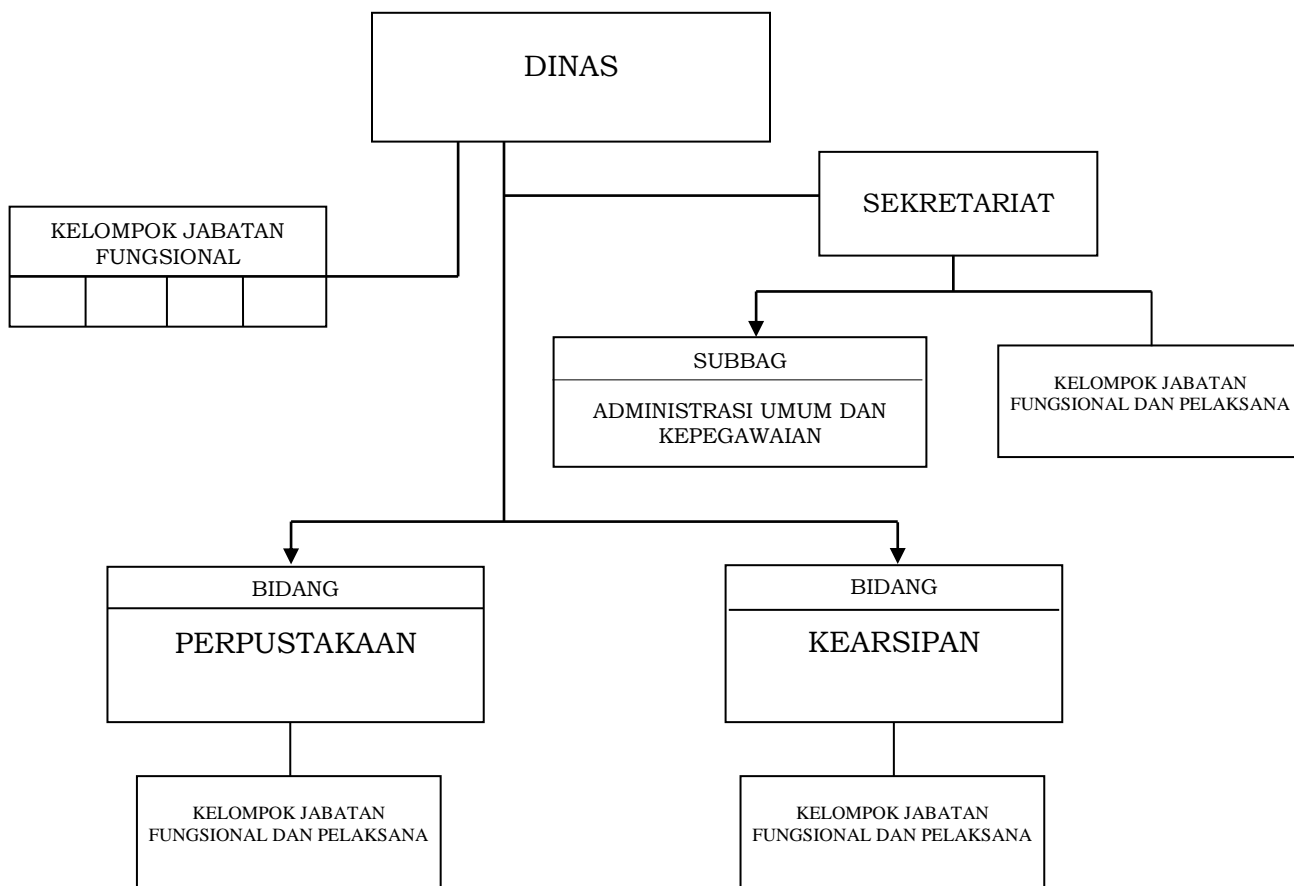 DINAS
SEKRETARIAT
KELOMPOK JABATAN
FUNGSIONAL
SUBBAG
ADMINISTRASI UMUM DAN
KEPEGAWAIAN
KELOMPOK JABATAN
FUNGSIONAL DAN PELAKSANA
BIDANG
PERPUSTAKAAN
BIDANG
KEARSIPAN
KELOMPOK JABATAN
FUNGSIONAL DAN PELAKSANA
KELOMPOK JABATAN
FUNGSIONAL DAN PELAKSANA